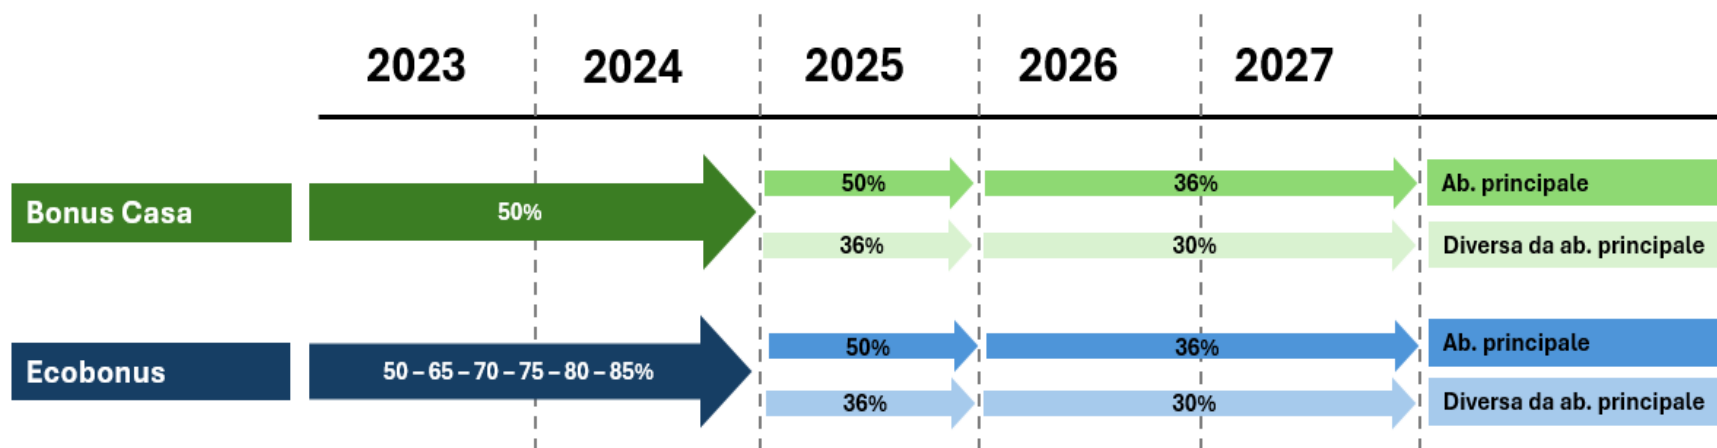 2023 2024 2025 2026 2027
Bonus Casa
50%
50%
36%
Ab. principale
36%
30%
Diversa da ab. principale
Ecobonus
50 – 65 – 70 – 75 – 80 – 85%
50%
36%
Ab. principale
36%
30%
Diversa da ab. principale